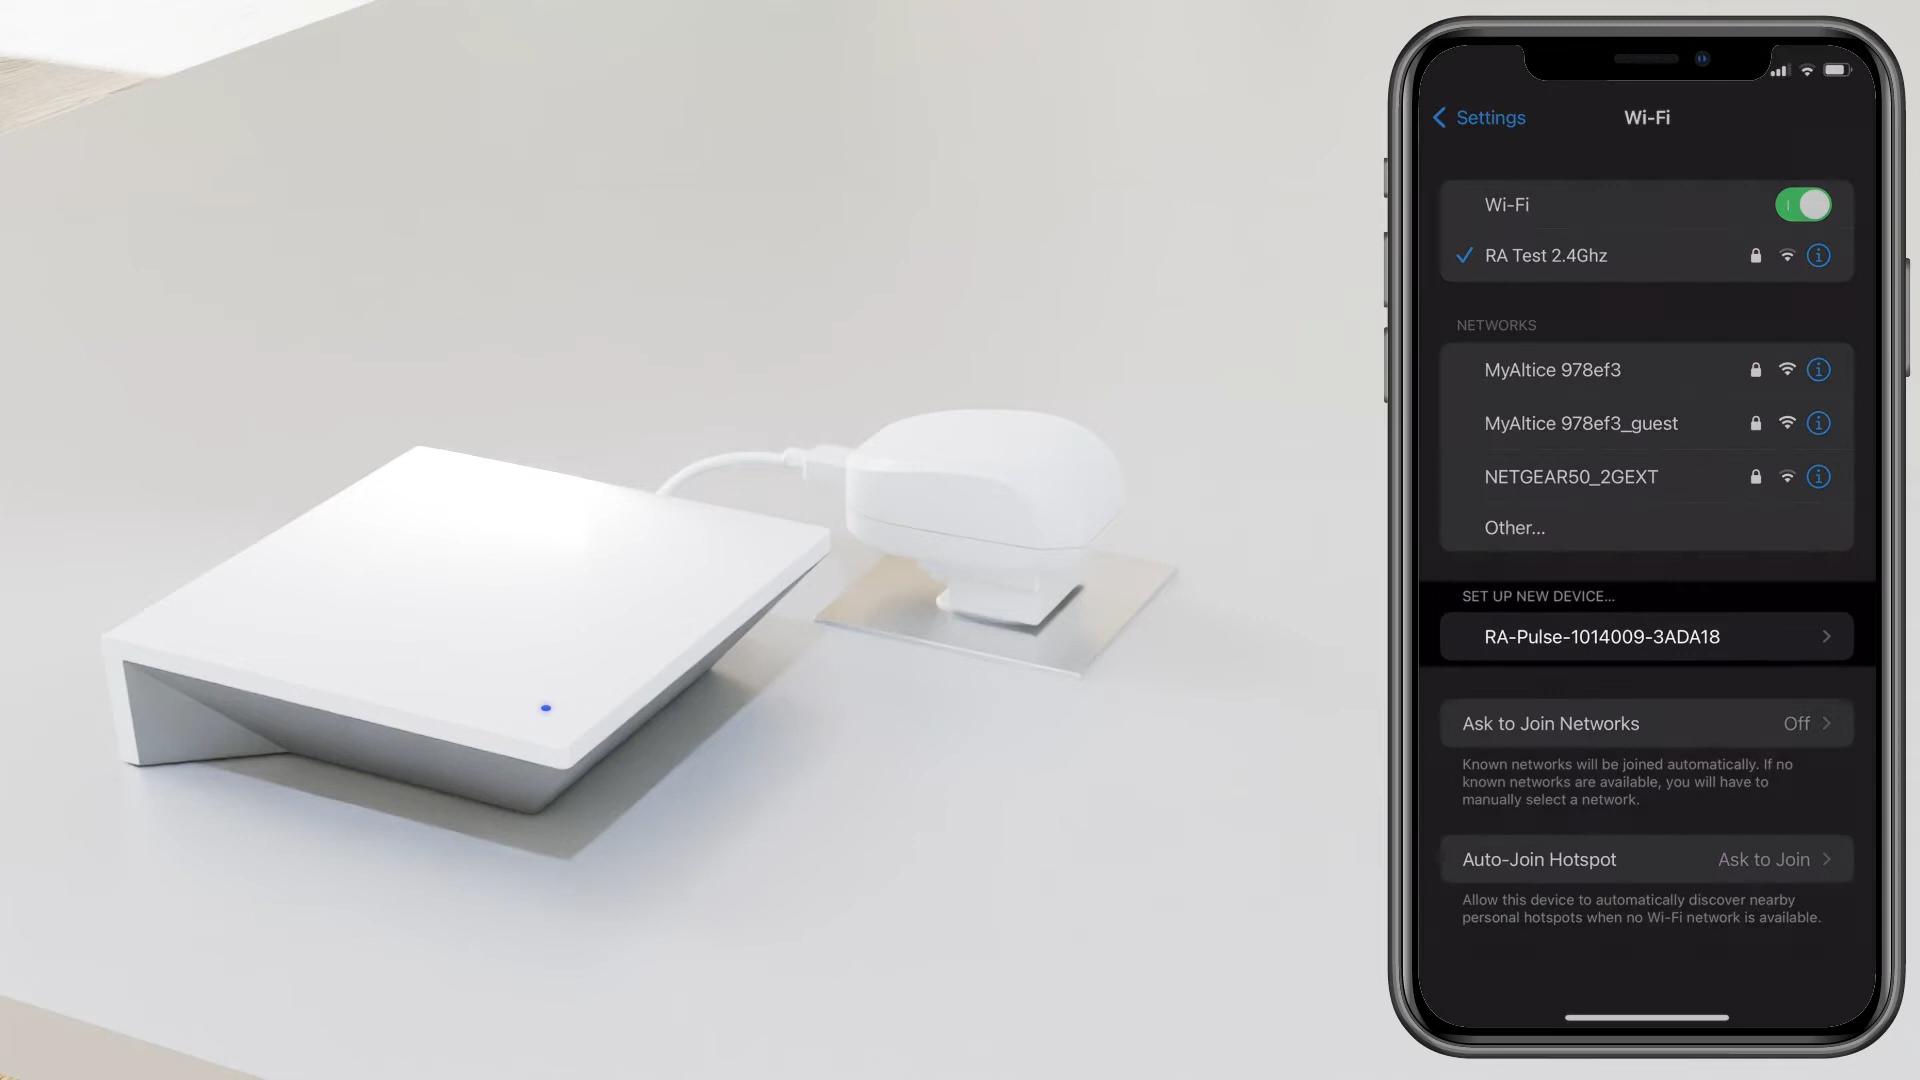 Settings
Wi-Fi
Wi-Fi
RA Test 2.4Ghz
NETWORKS
MyAltice 978ef3
MyAltice 978ef3_guest
NETGEAR50_2GEXT
Other...
SET UP NEW DEVICE...
RA-Pulse-1014009-3ADA18
Ask to Join Networks Off
Known networks will be joined automatically. If no
known networks are available, you will have to
manually select a network.
Auto-Join Hotspot Ask to Join
Allow this device to automatically discover nearby
personal hotspots when no Wi-Fi network is available.